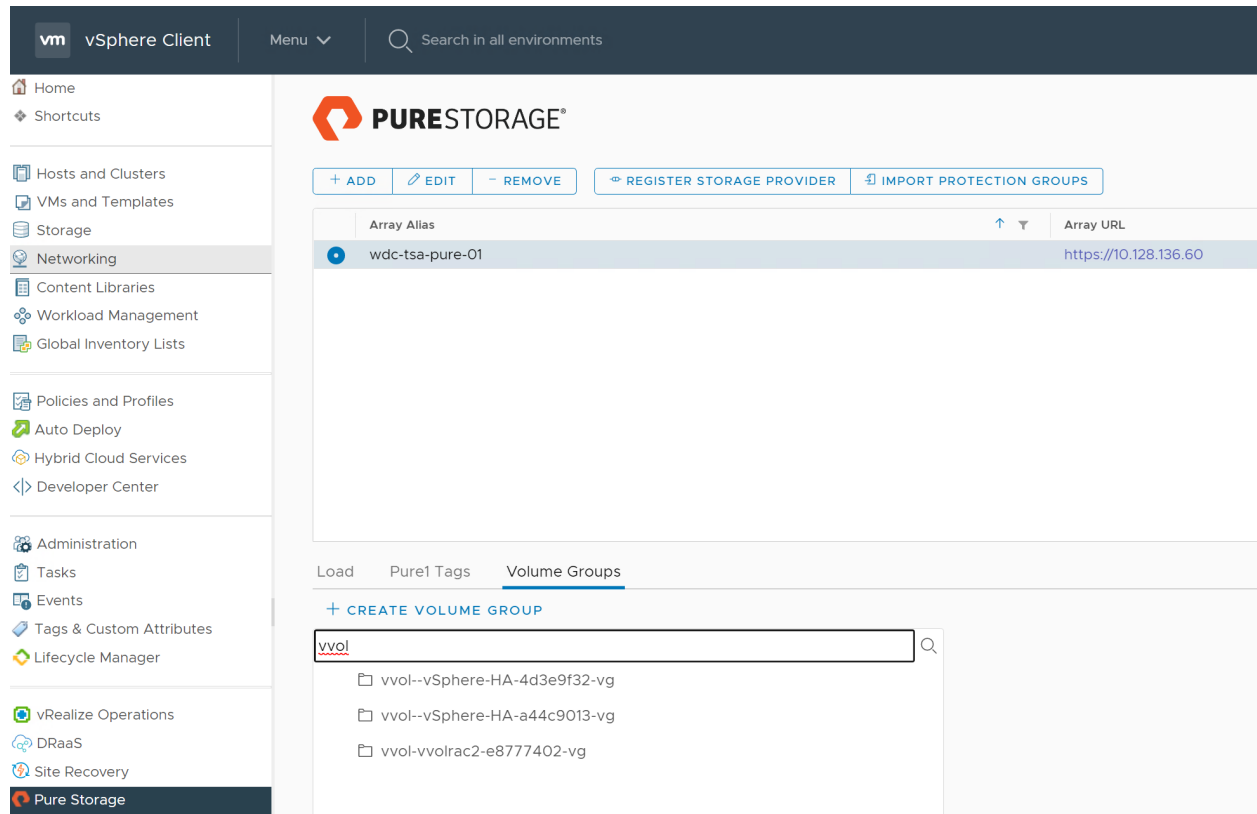 vm vSphere Client Menu Search in all environments
Home
Shortcuts
Hosts and Clusters
VMs and Templates
Storage
Networking
Content Libraries
Workload Management
Global Inventory Lists
Policies and Profiles
Auto Deploy
Hybrid Cloud Services
Developer Center
Administration
Tasks
Events
Tags & Custom Attributes
Lifecycle Manager
vRealize Operations
DRaaS
Site Recovery
Pure Storage
PURESTORAGE®
+ ADD EDIT − REMOVE REGISTER STORAGE PROVIDER IMPORT PROTECTION GROUPS
Array Alias Array URL
wdc-tsa-pure-01 https://10.128.136.60
Load Pure1 Tags Volume Groups
+ CREATE VOLUME GROUP
vvol
vvol--vSphere-HA-4d3e9f32-vg
vvol--vSphere-HA-a44c9013-vg
vvol-vvolrac2-e8777402-vg